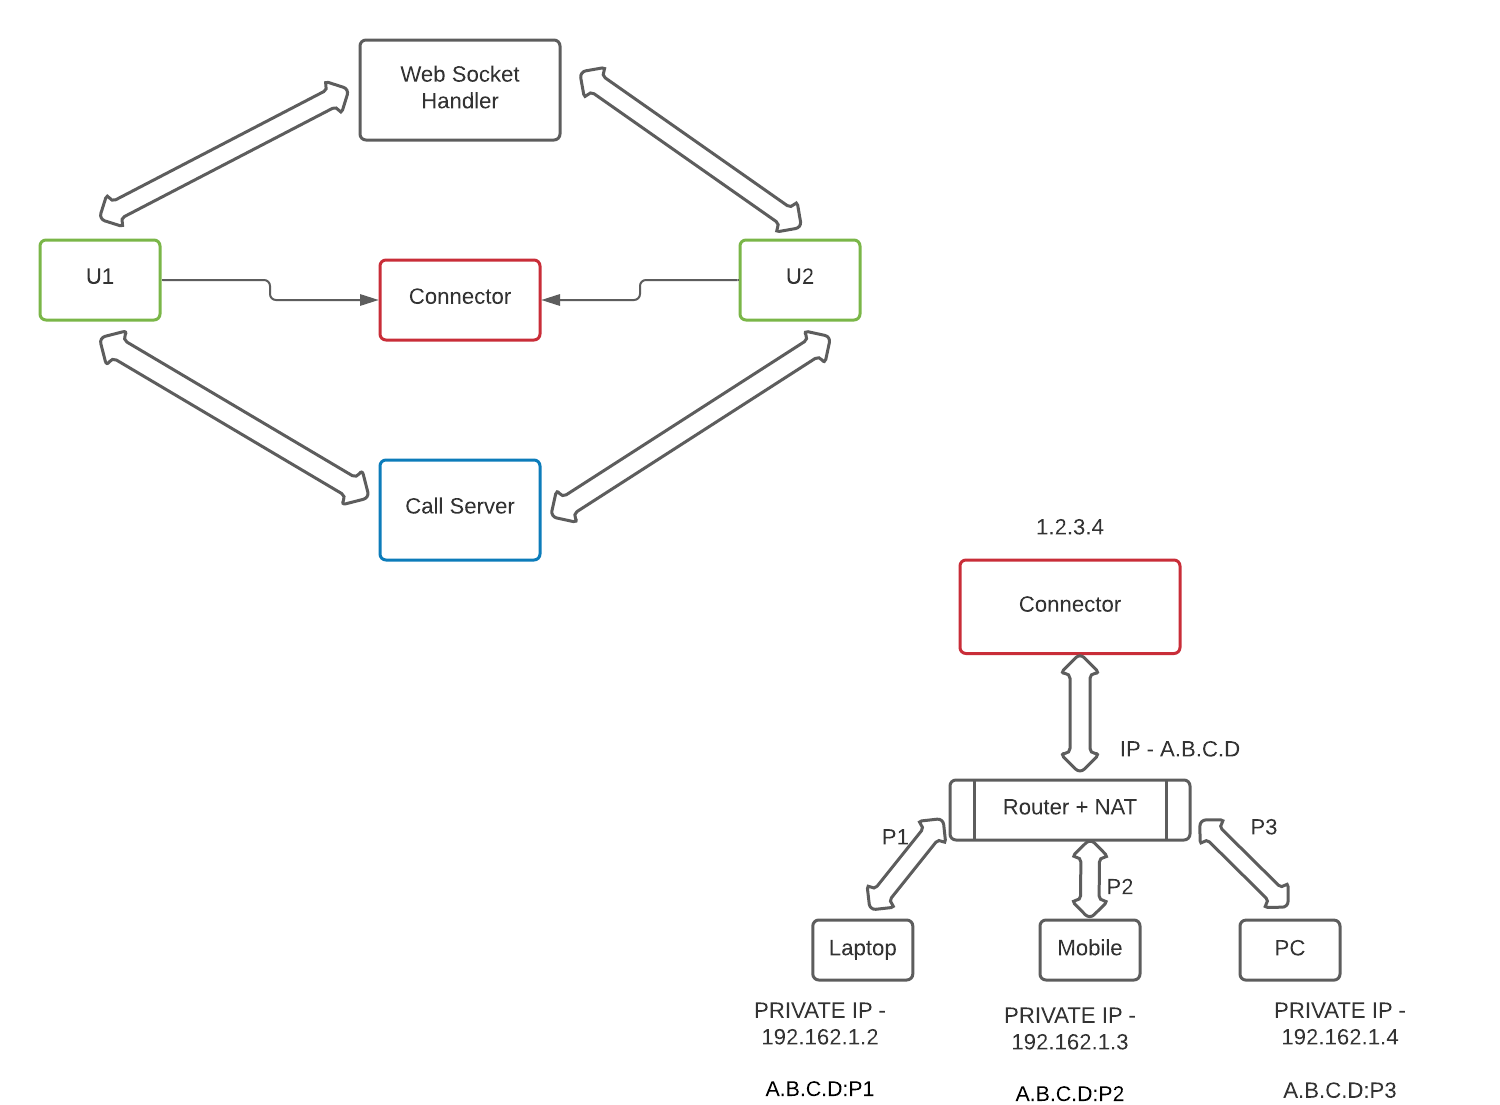 Web Socket
Handler
U1
Connector
U2
Call Server
1.2.3.4
Connector
IP - A.B.C.D
Router + NAT
P1
P2
P3
Laptop
Mobile
PC
PRIVATE IP -
192.162.1.2
PRIVATE IP -
192.162.1.3
PRIVATE IP -
192.162.1.4
A.B.C.D:P1
A.B.C.D:P2
A.B.C.D:P3